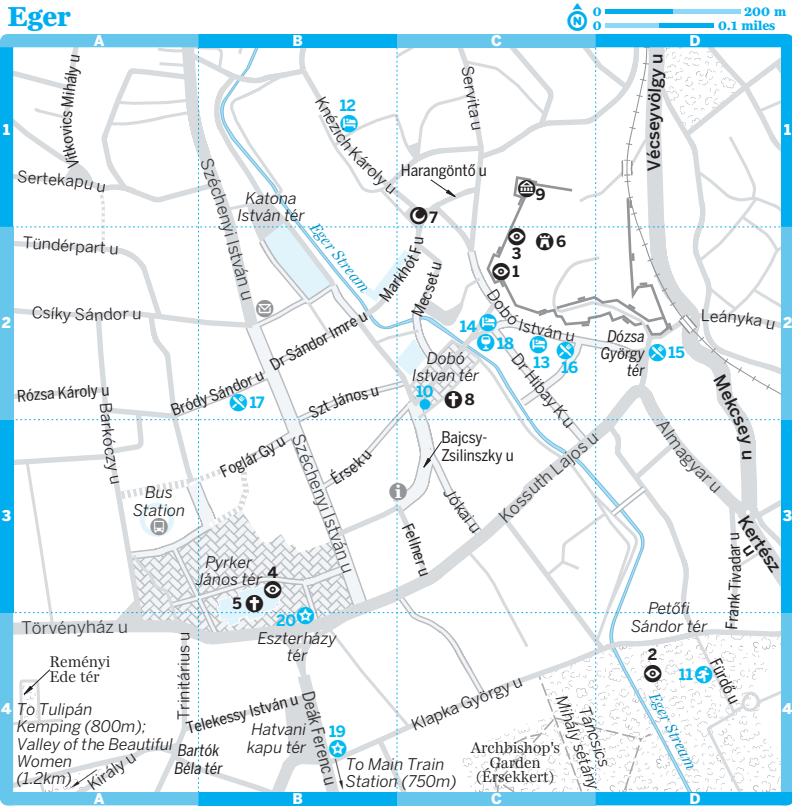 Eger
N
0 200 m
0 0.1 miles
A B C D
1
12
Vitkovics Mihály u
Knézich Károly u
Servita u
Vécseyvölgy u
1
Harangöntő u
Sertekapu u
Széchenyi István u
Katona
István tér
9
7
Eger Stream
3
6
Tündérpart u
Markhót F u
Mecset u
1
2
Csíky Sándor u
Dr Sándor Imre u
14
18
Dobó István u
13
16
Dózsa
György
tér
15
Leányka u
2
Dobó
Istvan tér
Dr Hibay K u
Rózsa Károly u
Bródy Sándor u
17
Szt János u
10
8
Mekcsey u
Barkóczy u
Foglár Gy u
Széchenyi István u
Érsek u
Bajcsy-
Zsilinszky u
Kossuth Lajos u
Almagyar u
Bus
Station
3
Jókai u
Fellner u
3
Kertész u
Frank Tivadar u
Pyrker
János tér
4
5
20
Törvényház u
Eszterházy
tér
Petőfi
Sándor tér
Reményi
Ede tér
Trinitárius u
2
11
Fürdő u
4
To Tulipán
Kemping (800m);
Valley of the Beautiful
Women
(1.2km)
Király u
Telekessy István u
Bartók
Béla tér
Hatvani
kapu tér
Deák Ferenc u
19
Klapka György u
To Main Train
Station (750m)
Archbishop's
Garden
(Érsekkert)
Táncsics
Mihály sétány
Eger Stream
4
A B C D